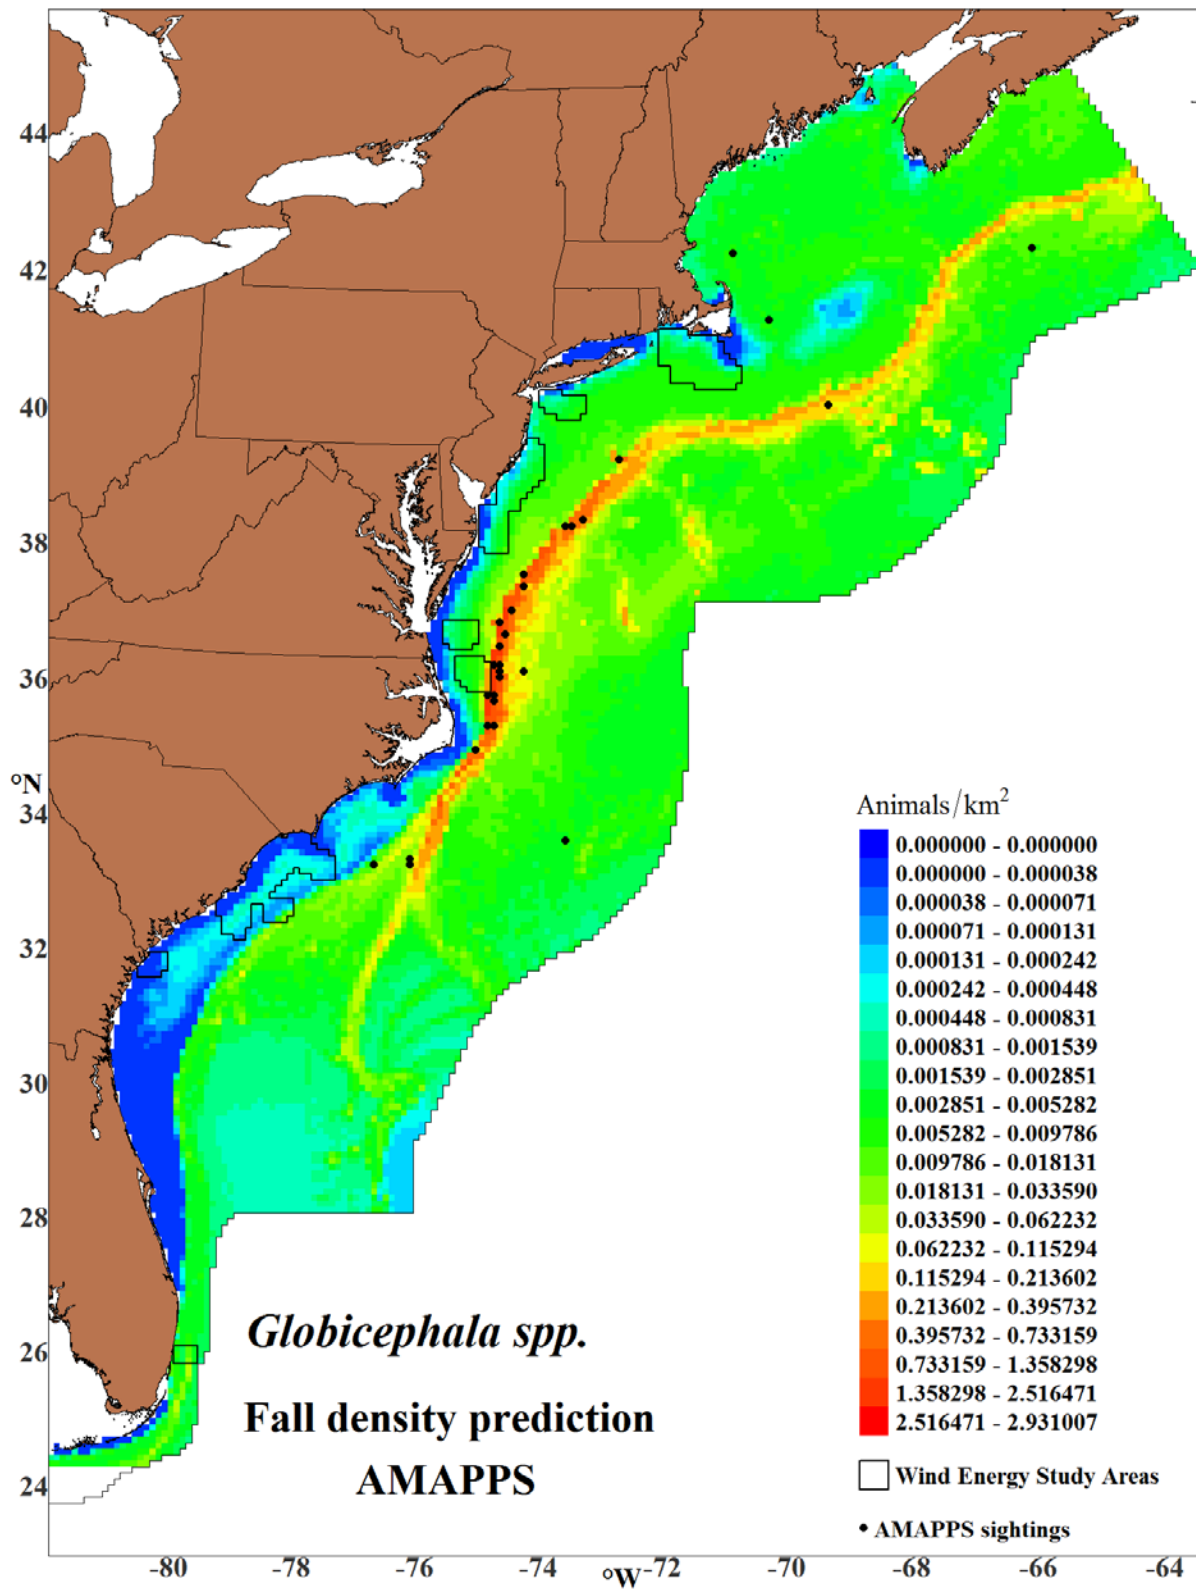 44
42
40
38
36
°N
34
32
30
28
26
24
Animals/km²
0.000000 - 0.000000
0.000000 - 0.000038
0.000038 - 0.000071
0.000071 - 0.000131
0.000131 - 0.000242
0.000242 - 0.000448
0.000448 - 0.000831
0.000831 - 0.001539
0.001539 - 0.002851
0.002851 - 0.005282
0.005282 - 0.009786
0.009786 - 0.018131
0.018131 - 0.033590
0.033590 - 0.062232
0.062232 - 0.115294
0.115294 - 0.213602
0.213602 - 0.395732
0.395732 - 0.733159
0.733159 - 1.358298
1.358298 - 2.516471
2.516471 - 2.931007
Wind Energy Study Areas
AMAPPS sightings
Globicephala spp.
Fall density prediction
AMAPPS
-80 -78 -76 -74 °W -72 -70 -68 -66 -64